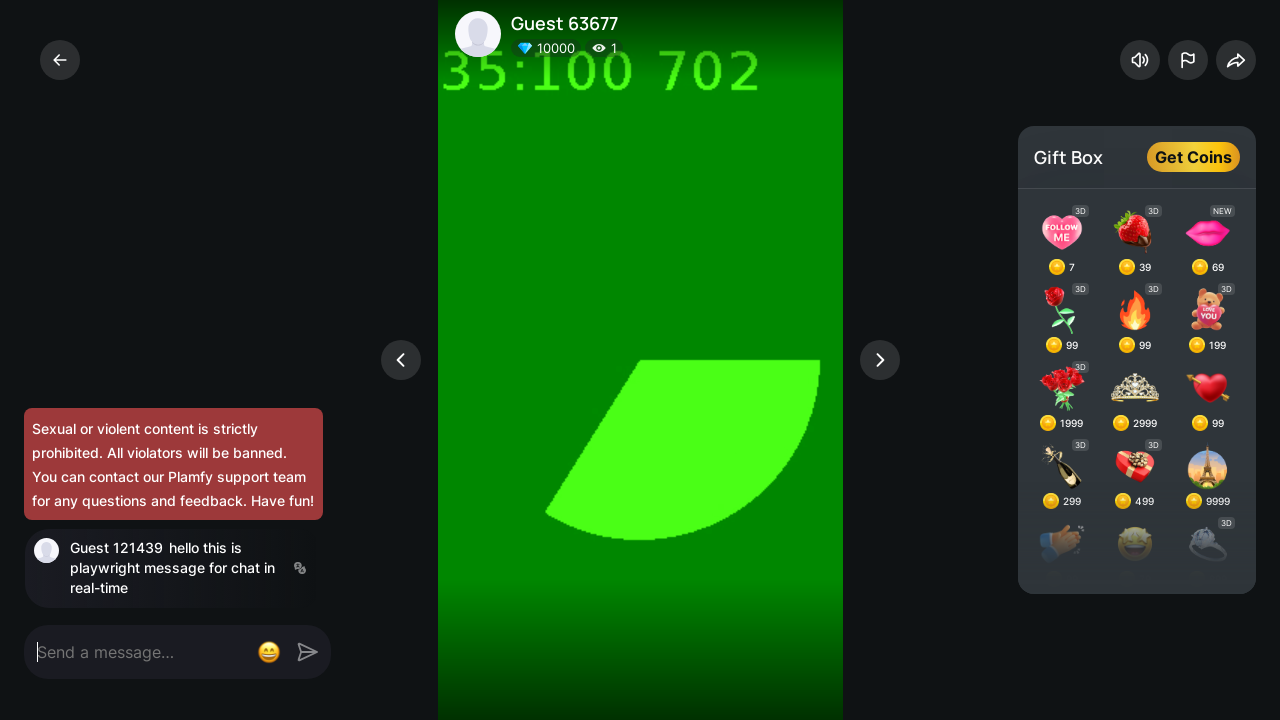 Guest 63677
10000 1
35:100 702
Gift Box
Get Coins
3D 3D NEW
FOLLOW
ME
7 39 69
3D 3D 3D
LOVE
YOU
99 99 199
3D
1999 2999 99
3D 3D
299 499 9999
3D
Sexual or violent content is strictly
prohibited. All violators will be banned.
You can contact our Plamfy support team
for any questions and feedback. Have fun!
Guest 121439 hello this is
playwright message for chat in
real-time
Send a message...